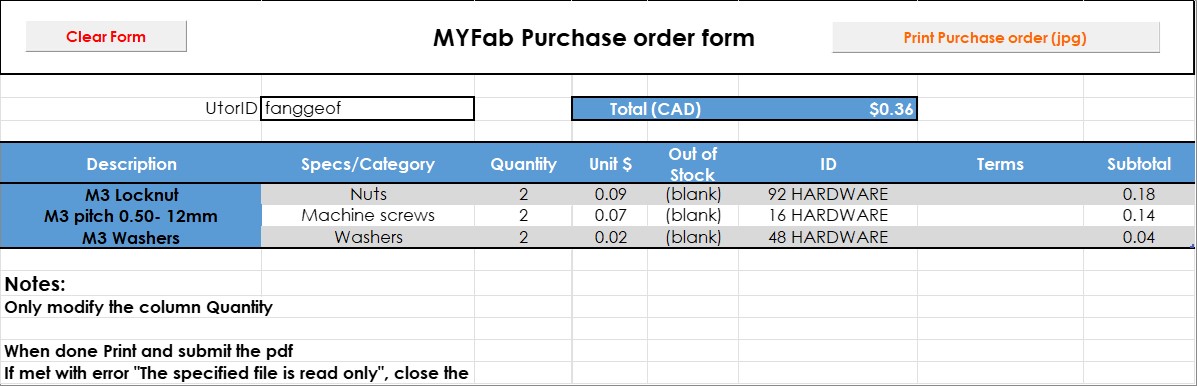 Clear Form
MYFab Purchase order form
Print Purchase order (jpg)
UtorID fanggeof Total (CAD) $0.36
Description Specs/Category Quantity Unit $ Out of Stock ID Terms Subtotal
M3 Locknut Nuts 2 0.09 (blank) 92 HARDWARE 0.18
M3 pitch 0.50- 12mm Machine screws 2 0.07 (blank) 16 HARDWARE 0.14
M3 Washers Washers 2 0.02 (blank) 48 HARDWARE 0.04
Notes:
Only modify the column Quantity
When done Print and submit the pdf
If met with error "The specified file is read only", close the